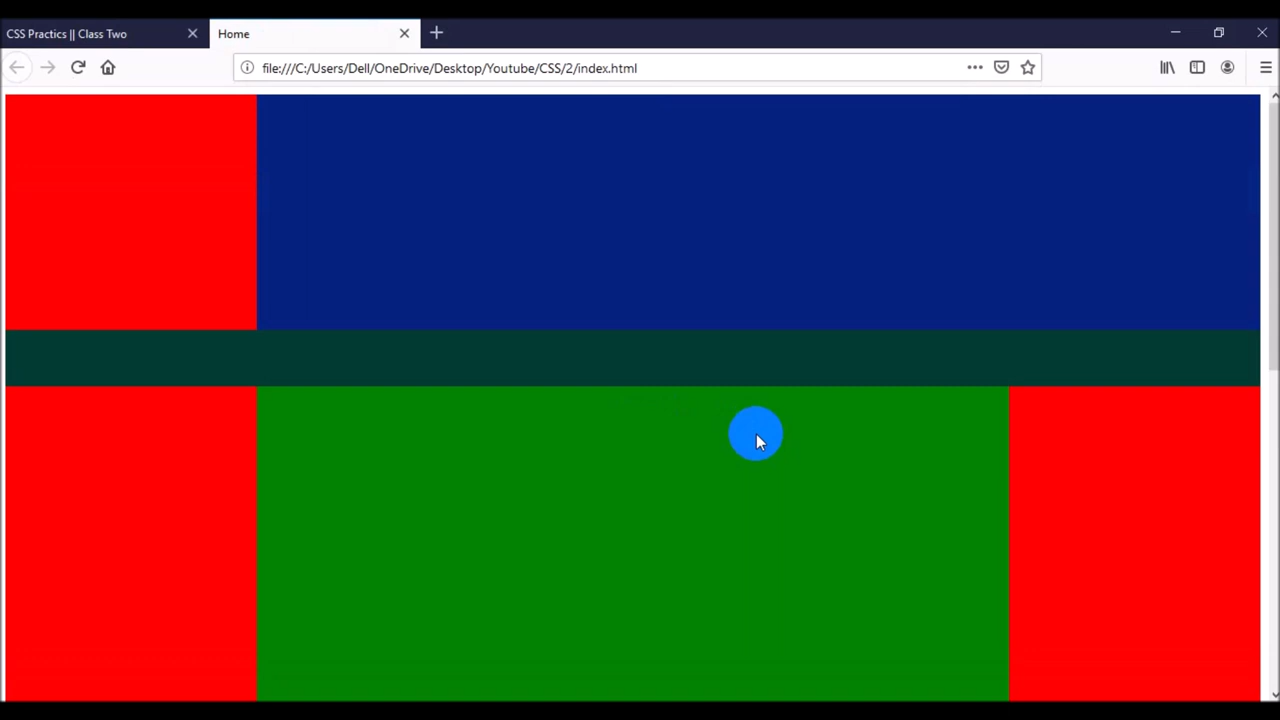 CSS Practics || Class Two
Home
file:///C:/Users/Dell/OneDrive/Desktop/Youtube/CSS/2/index.html